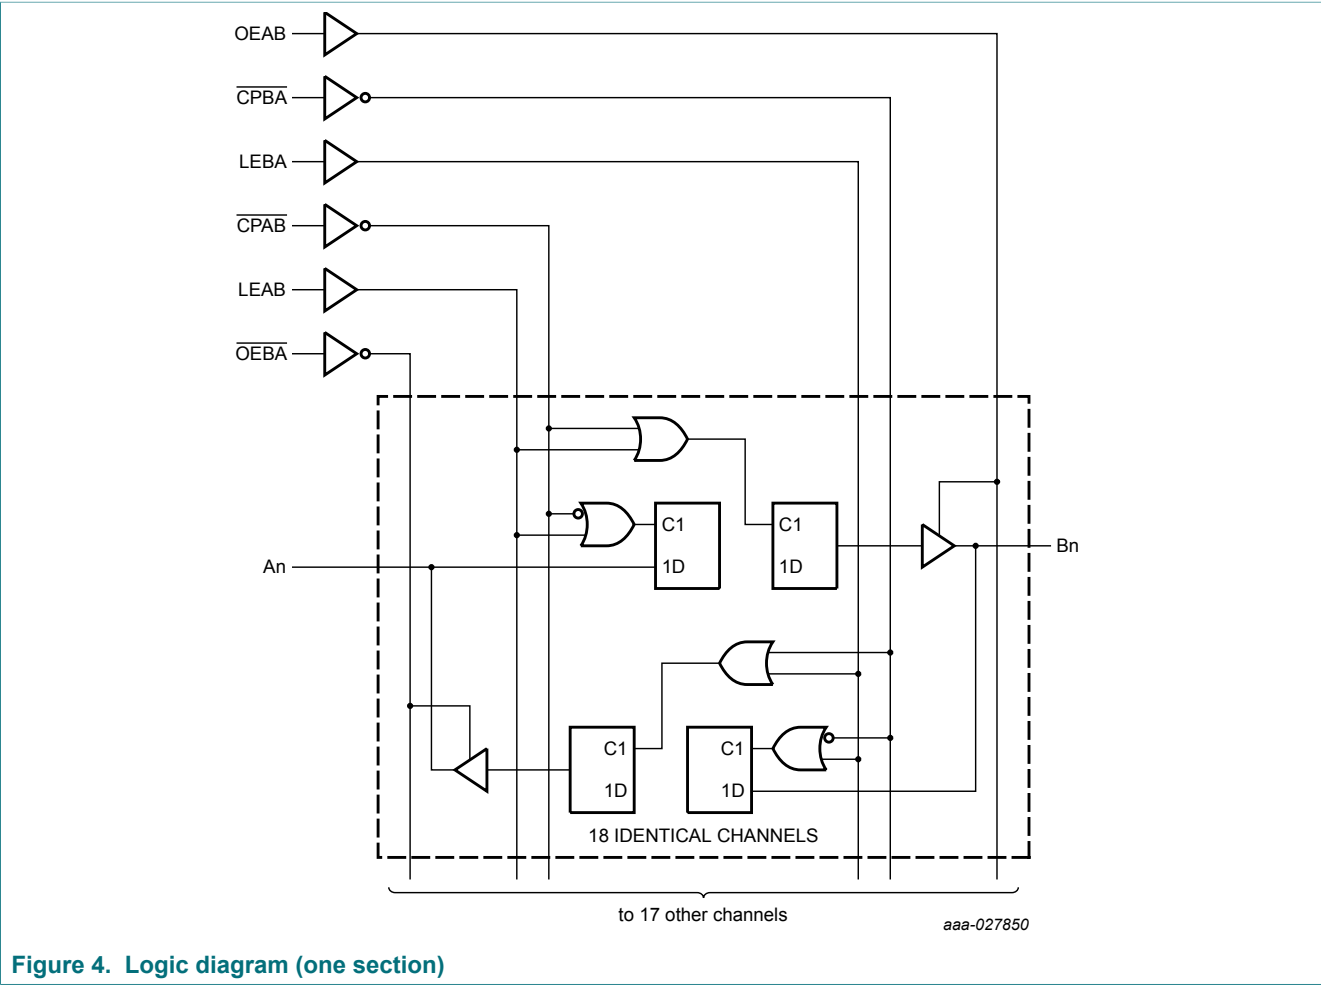 OEAB
CPBA
LEBA
CPAB
LEAB
OEBA
C1
C1
1D
1D
An
Bn
C1
C1
1D
1D
18 IDENTICAL CHANNELS
to 17 other channels
aaa-027850
Figure 4. Logic diagram (one section)